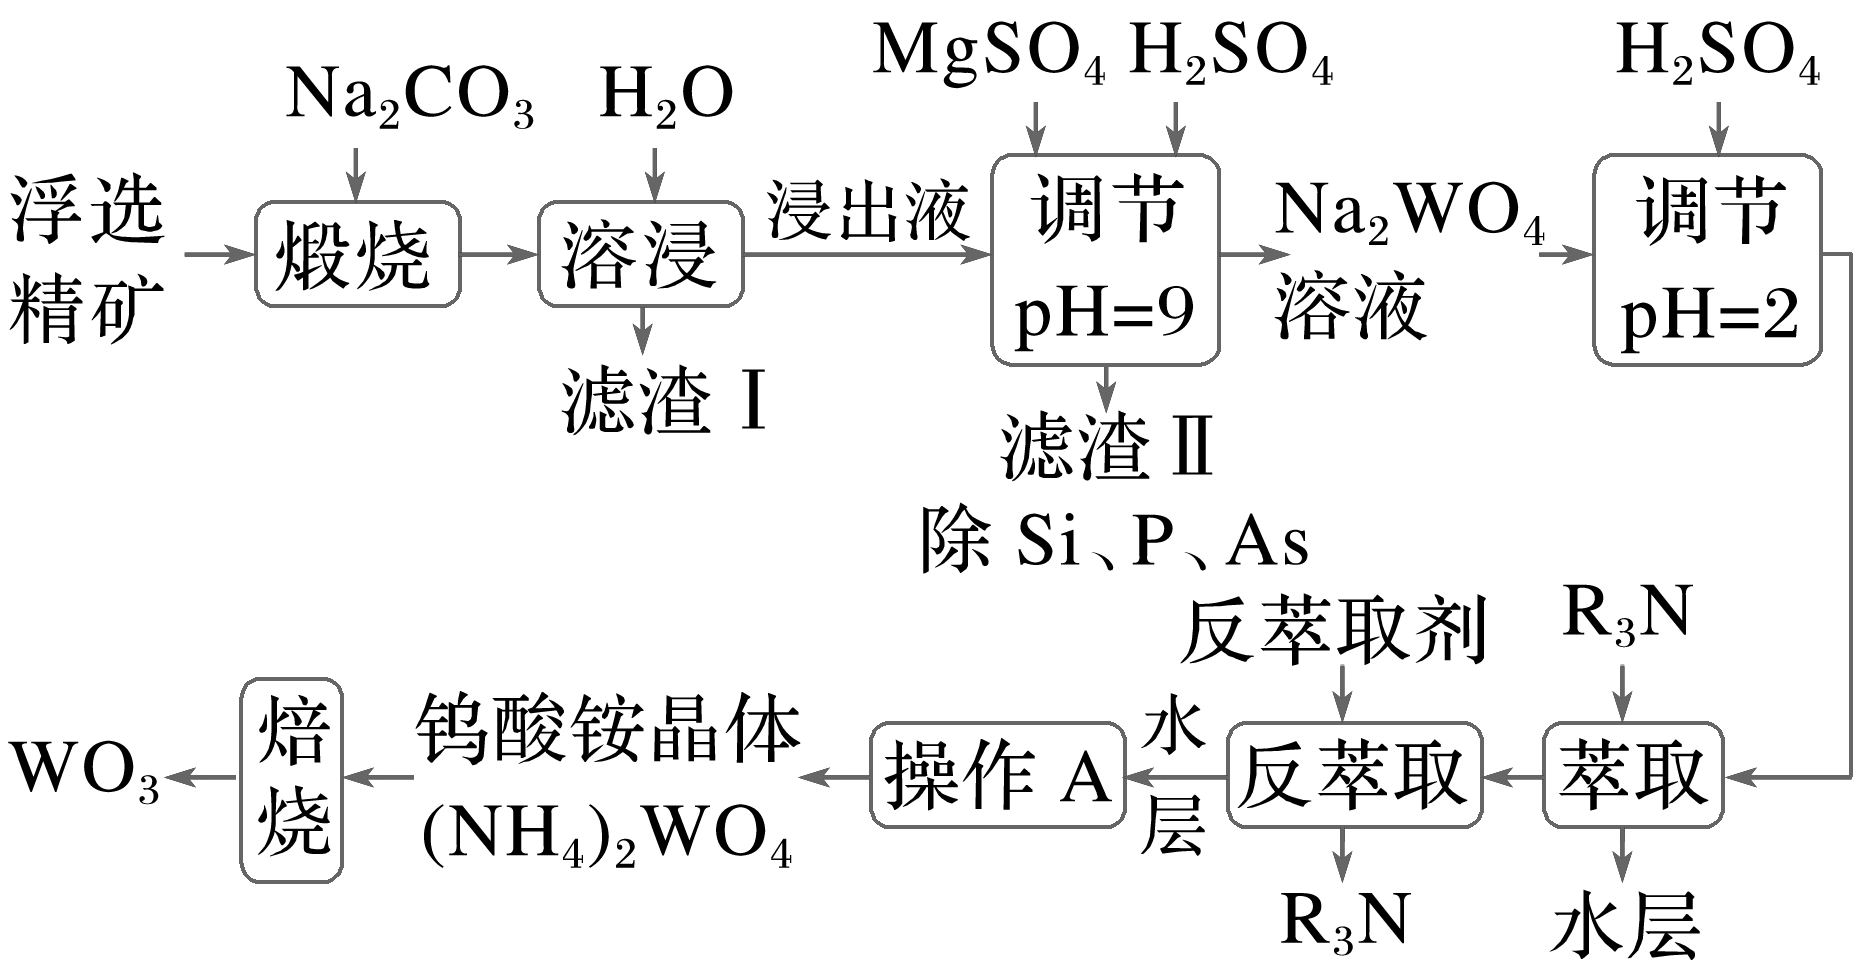 MgSO₄ H₂SO₄
H₂SO₄
Na₂CO₃
H₂O
浮选
精矿
煅烧
溶浸
浸出液
调节
pH=9
Na₂WO₄
溶液
调节
pH=2
滤渣Ⅰ
滤渣Ⅱ
除 Si、P、As
反萃取剂
R₃N
WO₃
焙
烧
钨酸铵晶体
(NH₄)₂WO₄
操作 A
水
层
反萃取
萃取
R₃N
水层